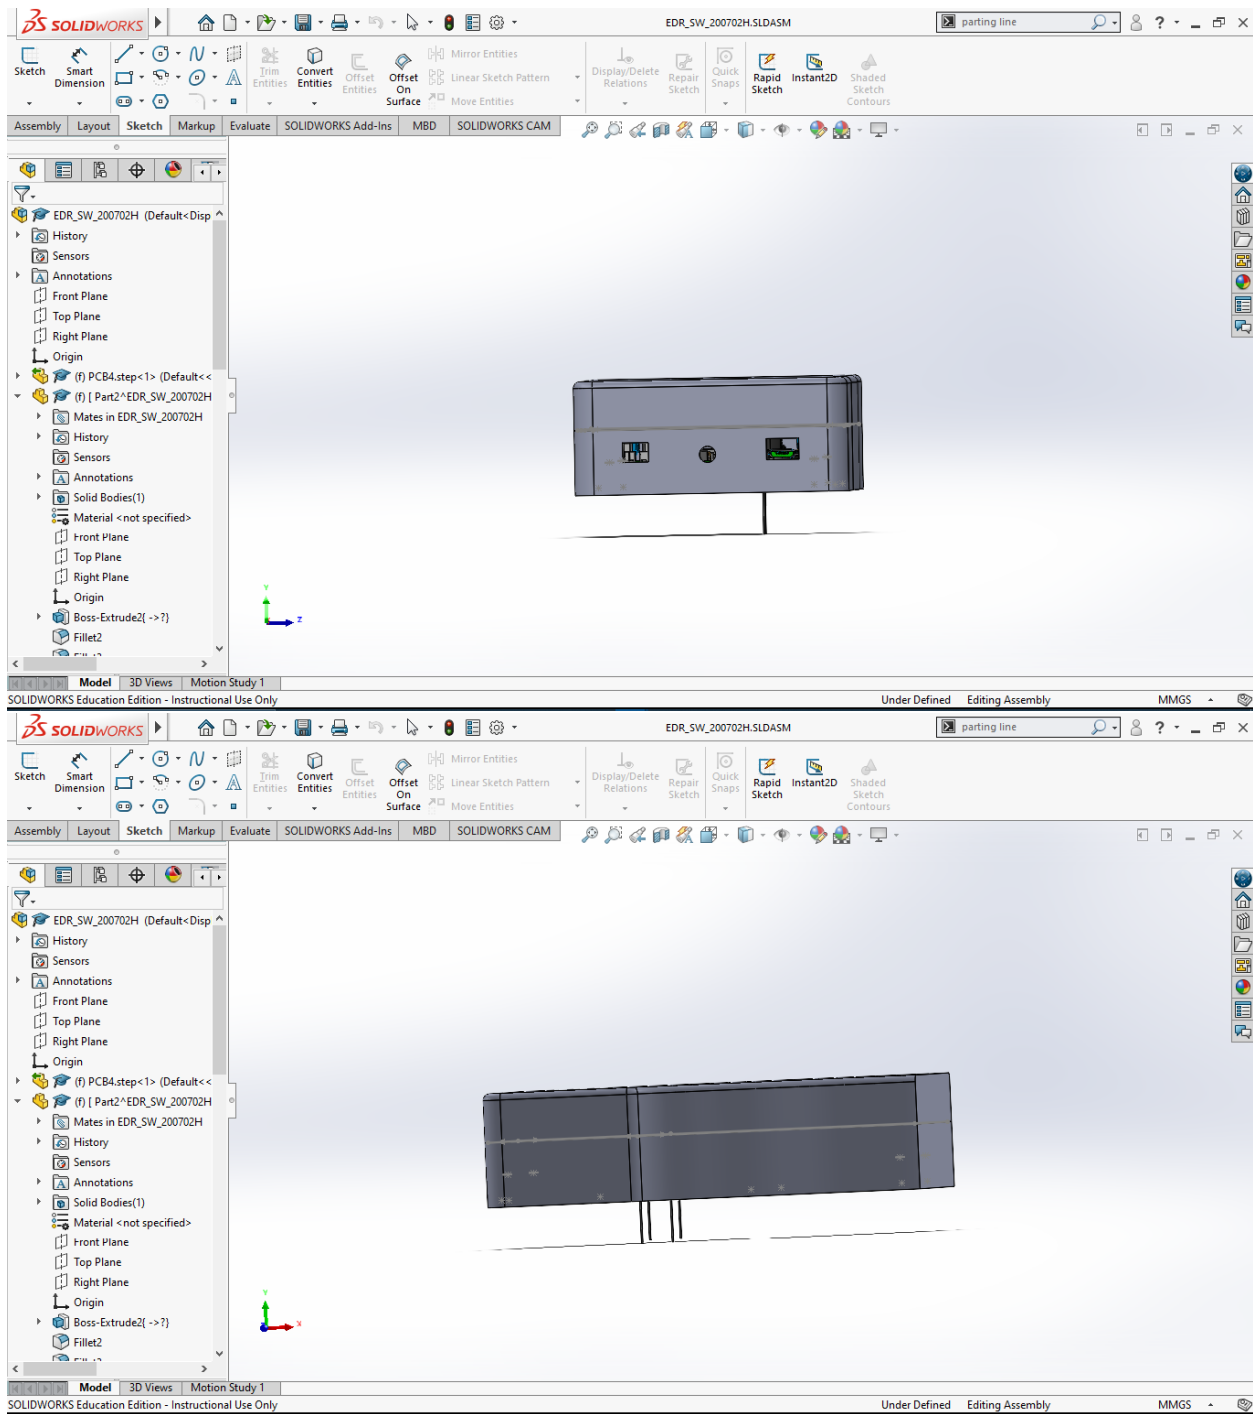 SOLIDWORKS EDR_SW_200702H.SLDASM parting line ?
Sketch Smart Dimension Trim Entities Convert Entities Offset Entities Offset On Surface Mirror Entities Linear Sketch Pattern Move Entities Display/Delete Relations Repair Sketch Quick Snaps Rapid Sketch Instant2D Shaded Sketch Contours
Assembly Layout Sketch Markup Evaluate SOLIDWORKS Add-Ins MBD SOLIDWORKS CAM
EDR_SW_200702H (Default<Disp
History
Sensors
Annotations
Front Plane
Top Plane
Right Plane
Origin
(f) PCB4.step<1> (Default<<
(f) [ Part2^EDR_SW_200702H
Mates in EDR_SW_200702H
History
Sensors
Annotations
Solid Bodies(1)
Material <not specified>
Front Plane
Top Plane
Right Plane
Origin
Boss-Extrude2{ ->?}
Fillet2
Y
Z
Model 3D Views Motion Study 1
SOLIDWORKS Education Edition - Instructional Use Only Under Defined Editing Assembly MMGS
SOLIDWORKS EDR_SW_200702H.SLDASM parting line ?
Sketch Smart Dimension Trim Entities Convert Entities Offset Entities Offset On Surface Mirror Entities Linear Sketch Pattern Move Entities Display/Delete Relations Repair Sketch Quick Snaps Rapid Sketch Instant2D Shaded Sketch Contours
Assembly Layout Sketch Markup Evaluate SOLIDWORKS Add-Ins MBD SOLIDWORKS CAM
EDR_SW_200702H (Default<Disp
History
Sensors
Annotations
Front Plane
Top Plane
Right Plane
Origin
(f) PCB4.step<1> (Default<<
(f) [ Part2^EDR_SW_200702H
Mates in EDR_SW_200702H
History
Sensors
Annotations
Solid Bodies(1)
Material <not specified>
Front Plane
Top Plane
Right Plane
Origin
Boss-Extrude2{ ->?}
Fillet2
Y
X
Model 3D Views Motion Study 1
SOLIDWORKS Education Edition - Instructional Use Only Under Defined Editing Assembly MMGS